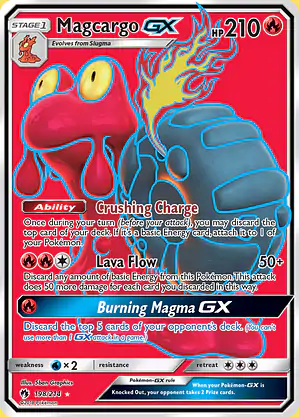 STAGE 1 Magcargo GX HP 210
Evolves from Slugma
Ability Crushing Charge
Once during your turn (before your attack), you may discard the
top card of your deck. If it's a basic Energy card, attach it to 1 of
your Pokémon.
Lava Flow 50+
Discard any amount of basic Energy from this Pokémon. This attack
does 50 more damage for each card you discarded in this way.
Burning Magma GX
Discard the top 5 cards of your opponent's deck. (You can't
use more than 1 GX attack in a game.)
weakness ×2 resistance retreat
Illus. 5ban Graphics
Pokémon-GX rule
When your Pokémon-GX is
Knocked Out, your opponent takes 2 Prize cards.
198/214